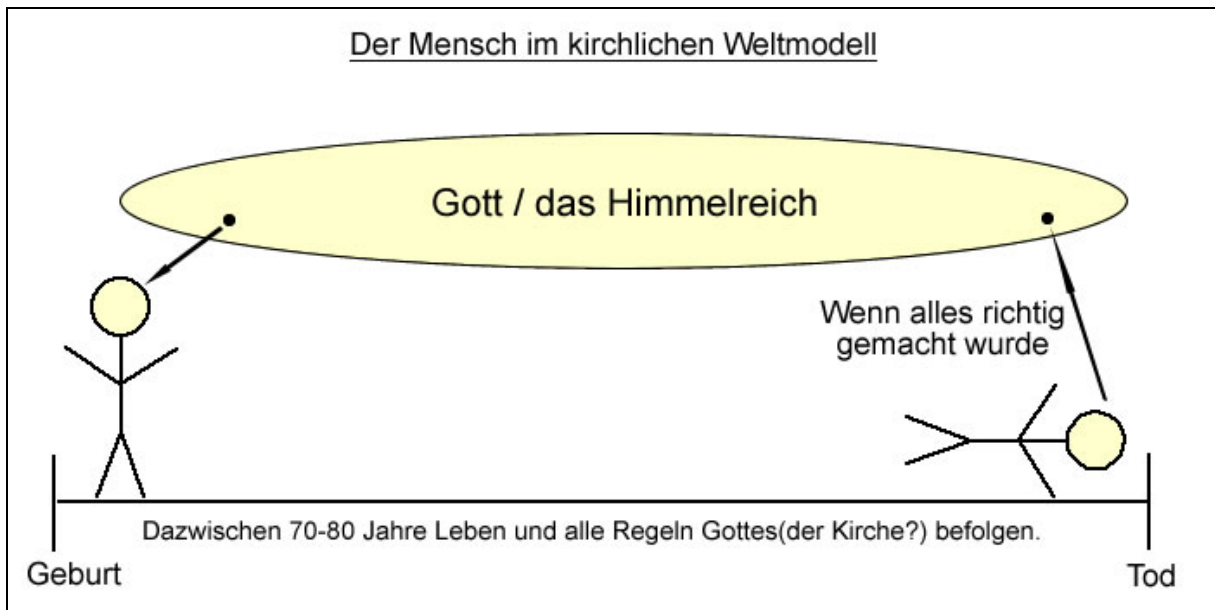 Der Mensch im kirchlichen Weltmodell
Gott / das Himmelreich
Wenn alles richtig
gemacht wurde
Dazwischen 70-80 Jahre Leben und alle Regeln Gottes(der Kirche?) befolgen.
Geburt
Tod